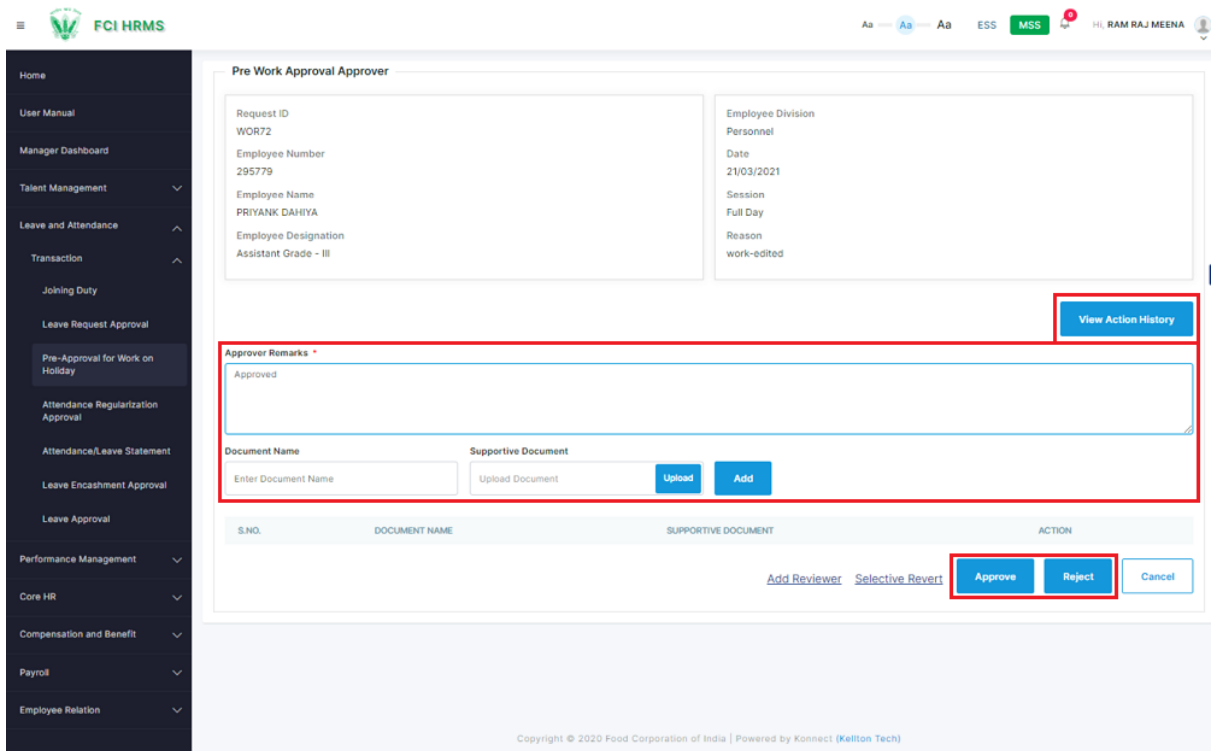 FCI HRMS
Aa Aa Aa ESS MSS 0 Hi, RAM RAJ MEENA
Home
User Manual
Manager Dashboard
Talent Management
Leave and Attendance
Transaction
Joining Duty
Leave Request Approval
Pre-Approval for Work on
Holiday
Attendance Regularization
Approval
Attendance/Leave Statement
Leave Encashment Approval
Leave Approval
Performance Management
Core HR
Compensation and Benefit
Payroll
Employee Relation
Pre Work Approval Approver
Request ID
WOR72
Employee Number
295779
Employee Name
PRIYANK DAHIYA
Employee Designation
Assistant Grade - III
Employee Division
Personnel
Date
21/03/2021
Session
Full Day
Reason
work-edited
View Action History
Approver Remarks *
Approved
Document Name Supportive Document
Enter Document Name Upload Document Upload Add
S.NO. DOCUMENT NAME SUPPORTIVE DOCUMENT ACTION
Add Reviewer Selective Revert Approve Reject Cancel
Copyright © 2020 Food Corporation of India | Powered by Konnect (Kellton Tech)